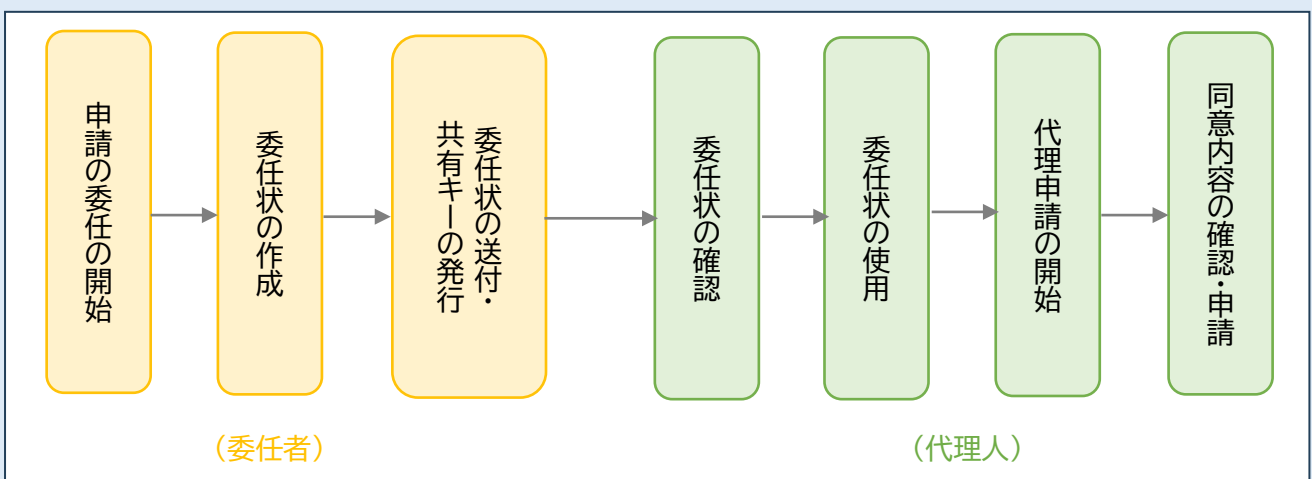 申請の委任の開始
委任状の作成
委任状の送付・
共有キーの発行
委任状の確認
委任状の使用
代理申請の開始
同意内容の確認・申請
（委任者）
（代理人）